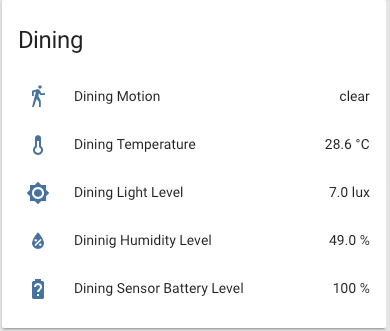 Dining
Dining Motion clear
Dining Temperature 28.6 °C
Dining Light Level 7.0 lux
Dininig Humidity Level 49.0 %
Dining Sensor Battery Level 100 %